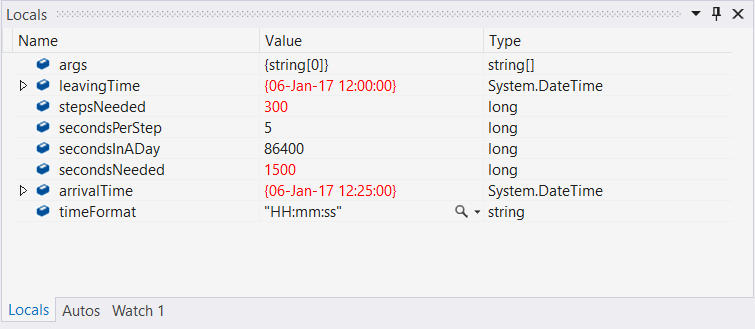 Locals
Name Value Type
args {string[0]} string[]
leavingTime {06-Jan-17 12:00:00} System.DateTime
stepsNeeded 300 long
secondsPerStep 5 long
secondsInADay 86400 long
secondsNeeded 1500 long
arrivalTime {06-Jan-17 12:25:00} System.DateTime
timeFormat "HH:mm:ss" string
Locals Autos Watch 1